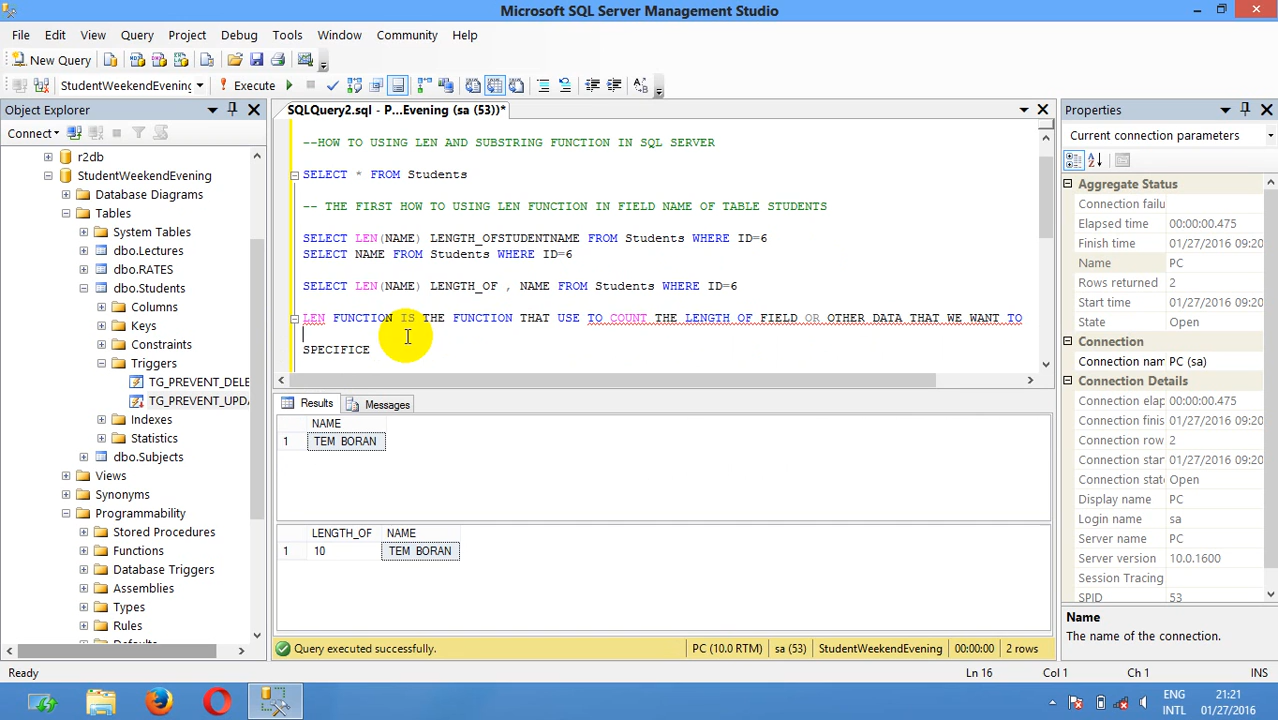 Microsoft SQL Server Management Studio
File Edit View Query Project Debug Tools Window Community Help
New Query
StudentWeekendEvening Execute
Object Explorer
Connect
r2db
StudentWeekendEvening
Database Diagrams
Tables
System Tables
dbo.Lectures
dbo.RATES
dbo.Students
Columns
Keys
Constraints
Triggers
TG_PREVENT_DELE
TG_PREVENT_UPDA
Indexes
Statistics
dbo.Subjects
Views
Synonyms
Programmability
Stored Procedures
Functions
Database Triggers
Assemblies
Types
Rules
Defaults
SQLQuery2.sql - P...Evening (sa (53))*
--HOW TO USING LEN AND SUBSTRING FUNCTION IN SQL SERVER
SELECT * FROM Students
-- THE FIRST HOW TO USING LEN FUNCTION IN FIELD NAME OF TABLE STUDENTS
SELECT LEN(NAME) LENGTH_OFSTUDENTNAME FROM Students WHERE ID=6
SELECT NAME FROM Students WHERE ID=6
SELECT LEN(NAME) LENGTH_OF , NAME FROM Students WHERE ID=6
LEN FUNCTION IS THE FUNCTION THAT USE TO COUNT THE LENGTH OF FIELD OR OTHER DATA THAT WE WANT TO
SPECIFICE
Results Messages
NAME
1 TEM BORAN
LENGTH_OF NAME
1 10 TEM BORAN
Query executed successfully. PC (10.0 RTM) sa (53) StudentWeekendEvening 00:00:00 2 rows
Properties
Current connection parameters
Aggregate Status
Connection failu
Elapsed time 00:00:00.475
Finish time 01/27/2016 09:20
Name PC
Rows returned 2
Start time 01/27/2016 09:20
State Open
Connection
Connection nam PC (sa)
Connection Details
Connection elap 00:00:00.475
Connection finis 01/27/2016 09:20
Connection row 2
Connection start 01/27/2016 09:20
Connection stat Open
Display name PC
Login name sa
Server name PC
Server version 10.0.1600
Session Tracing
SPID 53
Name
The name of the connection.
Ready Ln 16 Col 1 Ch 1
ENG 21:21
INTL 01/27/2016